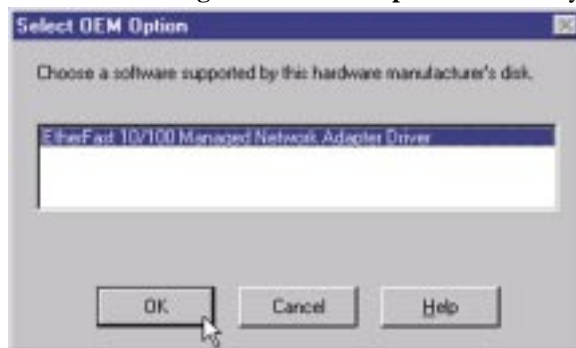 Select OEM Option
Choose a software supported by this hardware manufacturer's disk.
EtherFast 10/100 Managed Network Adapter Driver
OK
Cancel
Help